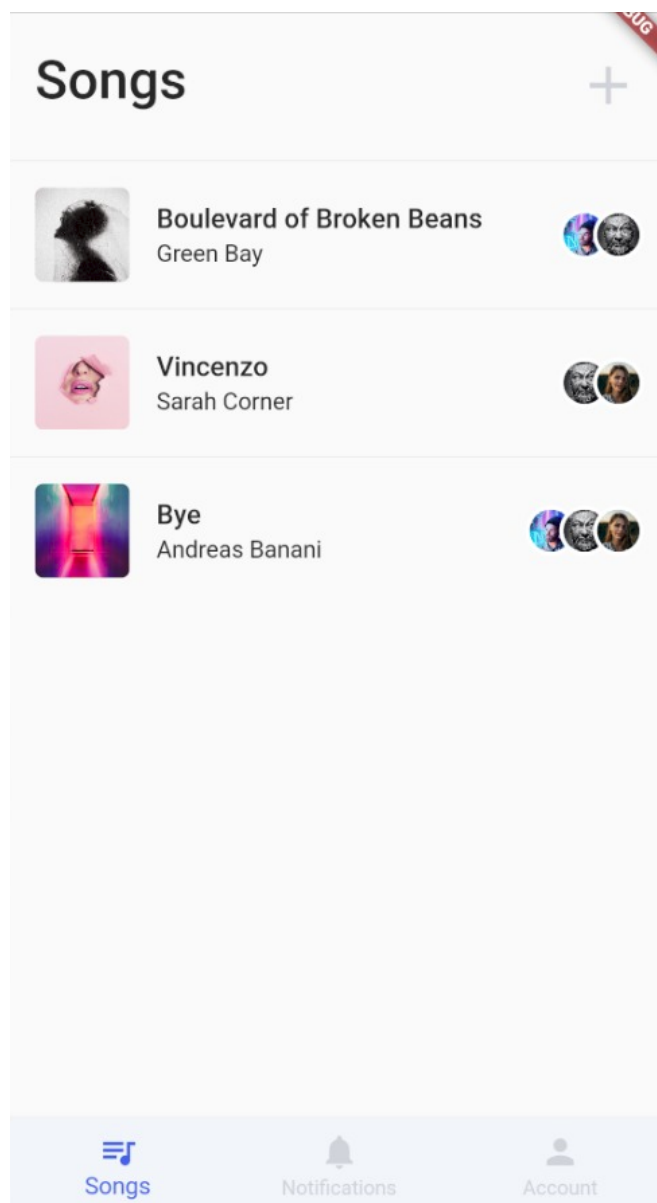 Songs
Boulevard of Broken Beans
Green Bay
Vincenzo
Sarah Corner
Bye
Andreas Banani
Songs
Notifications
Account